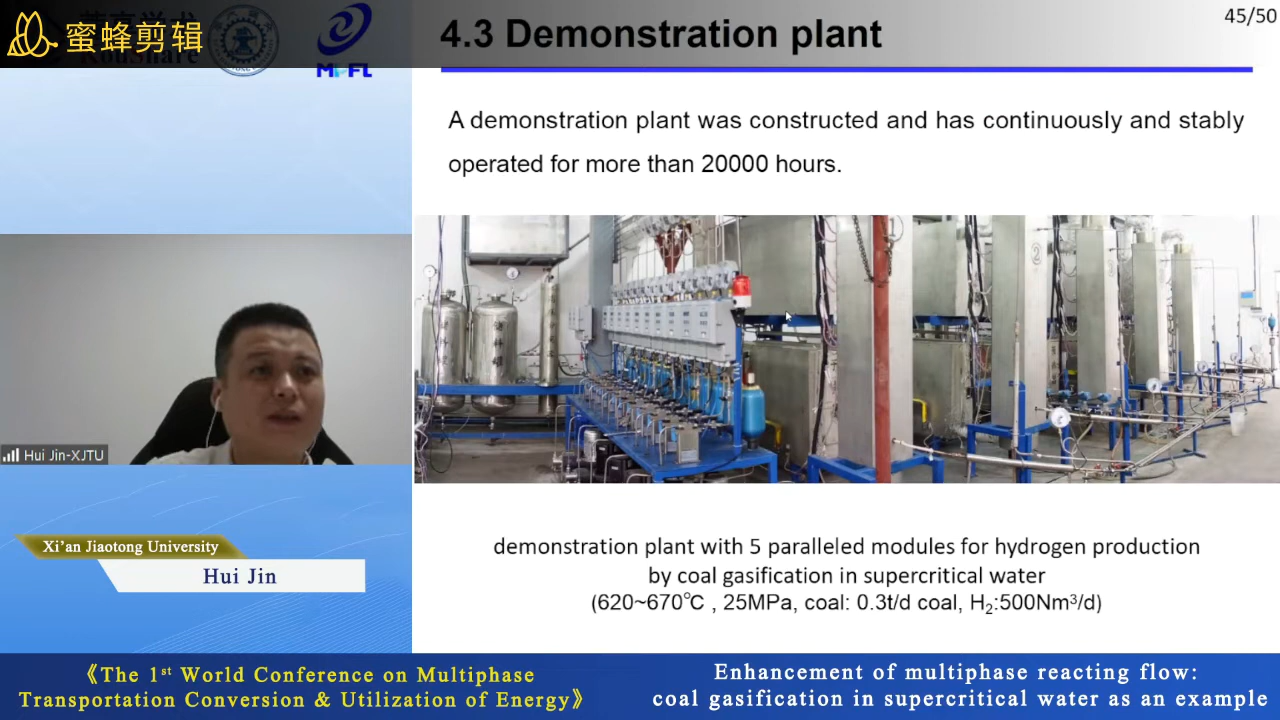 蜜蜂剪辑
KouShare
4.3 Demonstration plant
45/50
A demonstration plant was constructed and has continuously and stably
operated for more than 20000 hours.
Hui Jin-XJTU
Xi'an Jiaotong University
Hui Jin
demonstration plant with 5 paralleled modules for hydrogen production
by coal gasification in supercritical water
(620~670℃ , 25MPa, coal: 0.3t/d coal, H₂:500Nm³/d)
《The 1ˢᵗ World Conference on Multiphase
Transportation Conversion & Utilization of Energy》
Enhancement of multiphase reacting flow:
coal gasification in supercritical water as an example